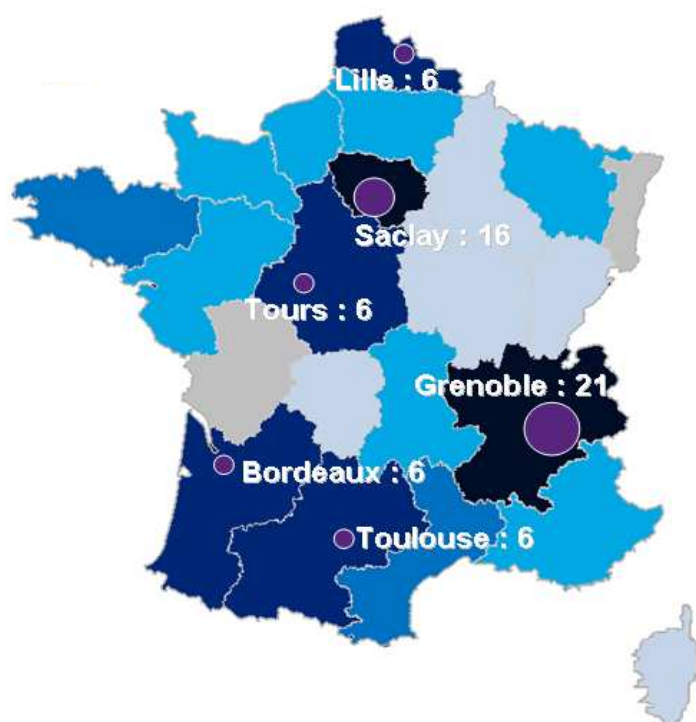 Lille : 6
Saclay : 16
Tours : 6
Grenoble : 21
Bordeaux : 6
Toulouse : 6